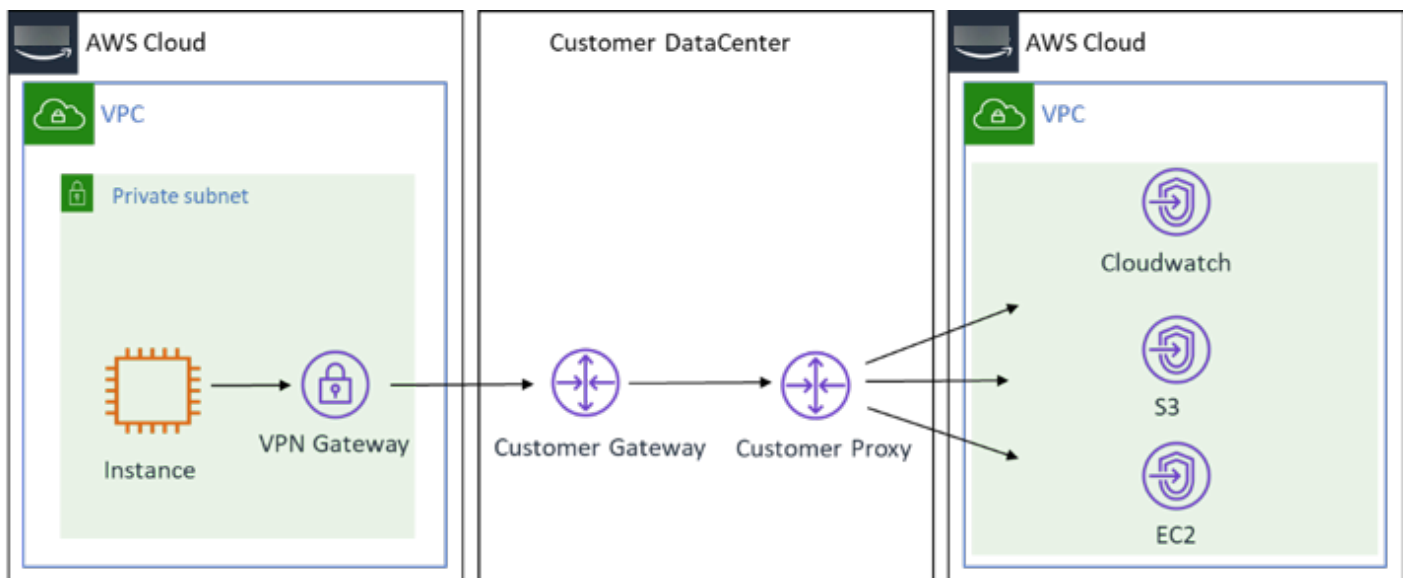 AWS Cloud
VPC
Private subnet
Instance
VPN Gateway
Customer DataCenter
Customer Gateway
Customer Proxy
AWS Cloud
VPC
Cloudwatch
S3
EC2